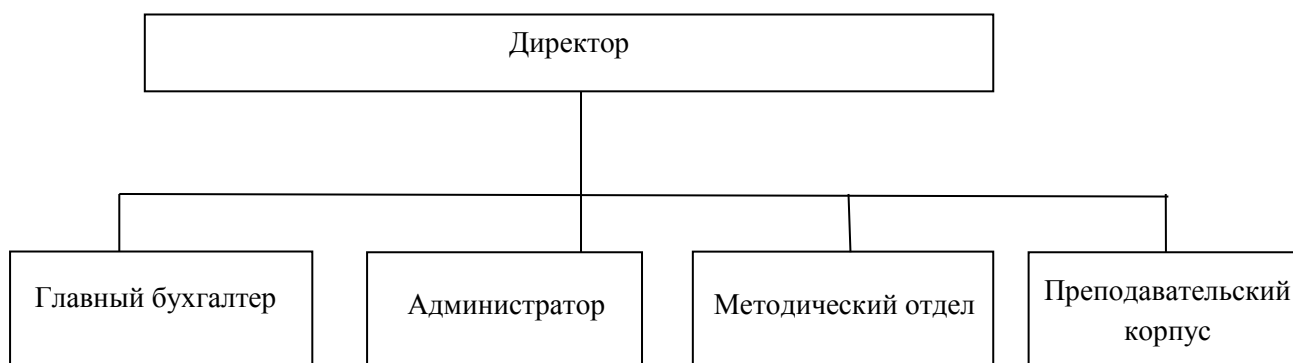 Директор
Главный бухгалтер
Администратор
Методический отдел
Преподавательский
корпус